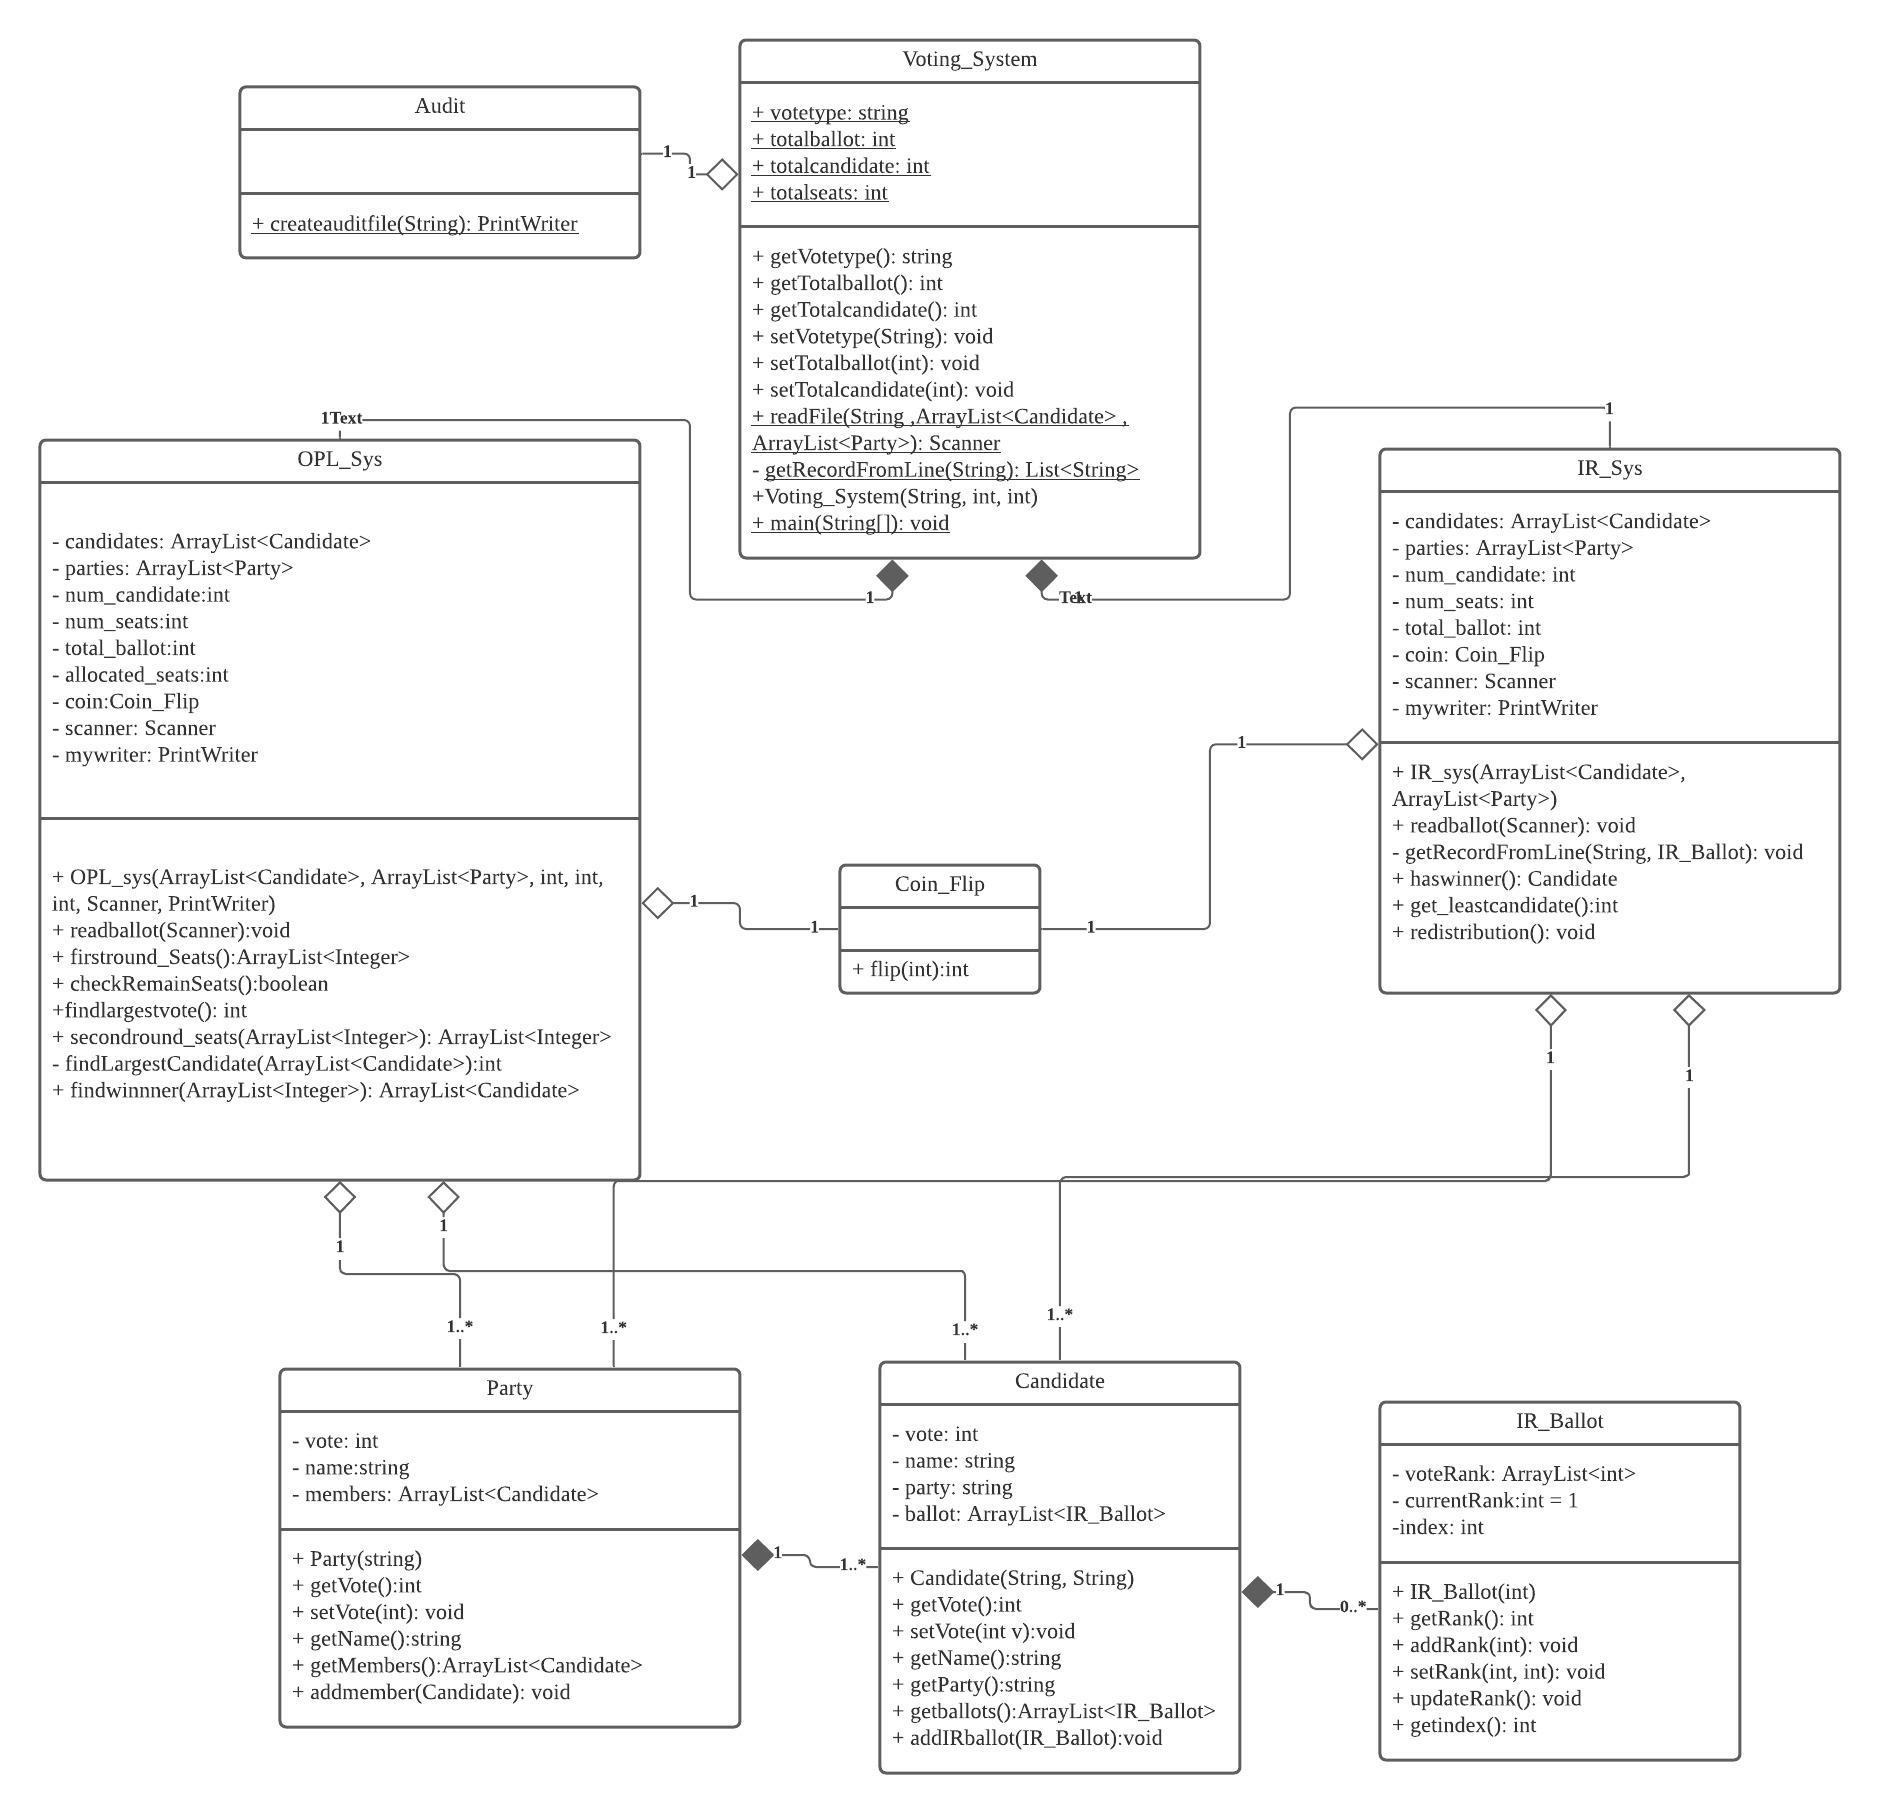 Voting_System
+ votetype: string
+ totalballot: int
+ totalcandidate: int
+ totalseats: int
+ getVotetype(): string
+ getTotalballot(): int
+ getTotalcandidate(): int
+ setVotetype(String): void
+ setTotalballot(int): void
+ setTotalcandidate(int): void
+ readFile(String ,ArrayList<Candidate> ,
ArrayList<Party>): Scanner
- getRecordFromLine(String): List<String>
+Voting_System(String, int, int)
+ main(String[]): void
Audit
+ createauditfile(String): PrintWriter
1
1
1Text
1
Text
1
1
OPL_Sys
- candidates: ArrayList<Candidate>
- parties: ArrayList<Party>
- num_candidate:int
- num_seats:int
- total_ballot:int
- allocated_seats:int
- coin:Coin_Flip
- scanner: Scanner
- mywriter: PrintWriter
+ OPL_sys(ArrayList<Candidate>, ArrayList<Party>, int, int,
int, Scanner, PrintWriter)
+ readballot(Scanner):void
+ firstround_Seats():ArrayList<Integer>
+ checkRemainSeats():boolean
+findlargestvote(): int
+ secondround_seats(ArrayList<Integer>): ArrayList<Integer>
- findLargestCandidate(ArrayList<Candidate>):int
+ findwinnner(ArrayList<Integer>): ArrayList<Candidate>
IR_Sys
- candidates: ArrayList<Candidate>
- parties: ArrayList<Party>
- num_candidate: int
- num_seats: int
- total_ballot: int
- coin: Coin_Flip
- scanner: Scanner
- mywriter: PrintWriter
+ IR_sys(ArrayList<Candidate>,
ArrayList<Party>)
+ readballot(Scanner): void
- getRecordFromLine(String, IR_Ballot): void
+ haswinner(): Candidate
+ get_leastcandidate():int
+ redistribution(): void
1
1
1
1
Coin_Flip
+ flip(int):int
1
1
1
1
1..*
1..*
1..*
1..*
Party
- vote: int
- name:string
- members: ArrayList<Candidate>
+ Party(string)
+ getVote():int
+ setVote(int): void
+ getName():string
+ getMembers():ArrayList<Candidate>
+ addmember(Candidate): void
1
1..*
Candidate
- vote: int
- name: string
- party: string
- ballot: ArrayList<IR_Ballot>
+ Candidate(String, String)
+ getVote():int
+ setVote(int v):void
+ getName():string
+ getParty():string
+ getballots():ArrayList<IR_Ballot>
+ addIRballot(IR_Ballot):void
1
0..*
IR_Ballot
- voteRank: ArrayList<int>
- currentRank:int = 1
-index: int
+ IR_Ballot(int)
+ getRank(): int
+ addRank(int): void
+ setRank(int, int): void
+ updateRank(): void
+ getindex(): int